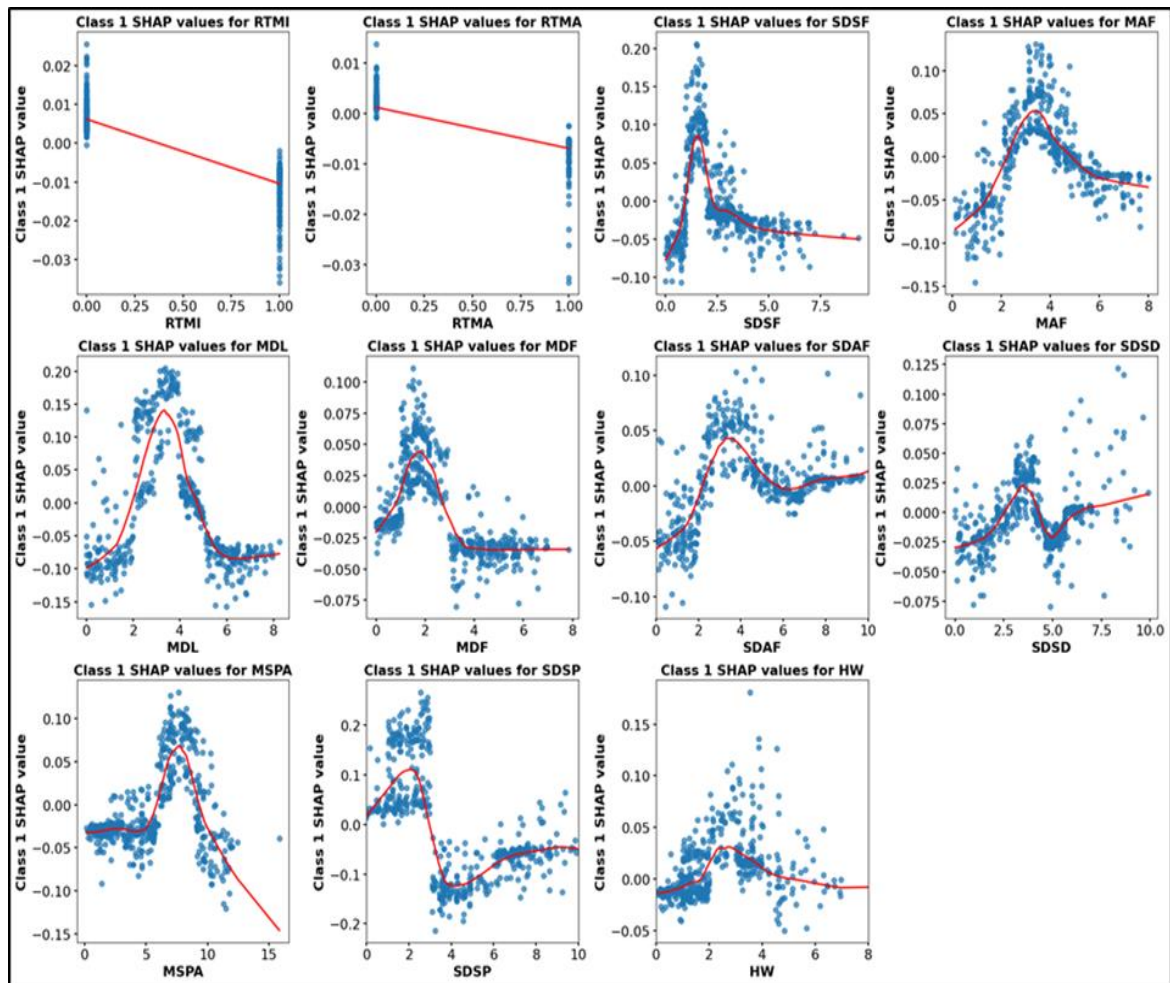 Class 1 SHAP values for RTMI
Class 1 SHAP value
0.02
0.01
0.00
−0.01
−0.02
−0.03
0.00 0.25 0.50 0.75 1.00
RTMI
Class 1 SHAP values for RTMA
Class 1 SHAP value
0.01
0.00
−0.01
−0.02
−0.03
0.00 0.25 0.50 0.75 1.00
RTMA
Class 1 SHAP values for SDSF
Class 1 SHAP value
0.20
0.15
0.10
0.05
0.00
−0.05
−0.10
0.0 2.5 5.0 7.5
SDSF
Class 1 SHAP values for MAF
Class 1 SHAP value
0.10
0.05
0.00
−0.05
−0.10
−0.15
0 2 4 6 8
MAF
Class 1 SHAP values for MDL
Class 1 SHAP value
0.20
0.15
0.10
0.05
0.00
−0.05
−0.10
−0.15
0 2 4 6 8
MDL
Class 1 SHAP values for MDF
Class 1 SHAP value
0.100
0.075
0.050
0.025
0.000
−0.025
−0.050
−0.075
0 2 4 6 8
MDF
Class 1 SHAP values for SDAF
Class 1 SHAP value
0.10
0.05
0.00
−0.05
−0.10
0 2 4 6 8 10
SDAF
Class 1 SHAP values for SDSD
Class 1 SHAP value
0.125
0.100
0.075
0.050
0.025
0.000
−0.025
−0.050
−0.075
0.0 2.5 5.0 7.5 10.0
SDSD
Class 1 SHAP values for MSPA
Class 1 SHAP value
0.10
0.05
0.00
−0.05
−0.10
−0.15
0 5 10 15
MSPA
Class 1 SHAP values for SDSP
Class 1 SHAP value
0.2
0.1
0.0
−0.1
−0.2
0 2 4 6 8 10
SDSP
Class 1 SHAP values for HW
Class 1 SHAP value
0.15
0.10
0.05
0.00
−0.05
0 2 4 6 8
HW